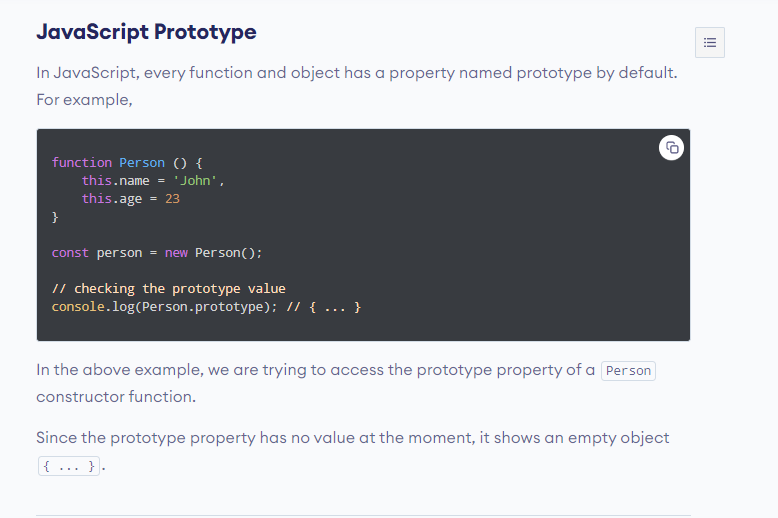 JavaScript Prototype
In JavaScript, every function and object has a property named prototype by default.
For example,
function Person () {
    this.name = 'John',
    this.age = 23
}
const person = new Person();
// checking the prototype value
console.log(Person.prototype); // { ... }
In the above example, we are trying to access the prototype property of a Person
constructor function.
Since the prototype property has no value at the moment, it shows an empty object
{ ... }.